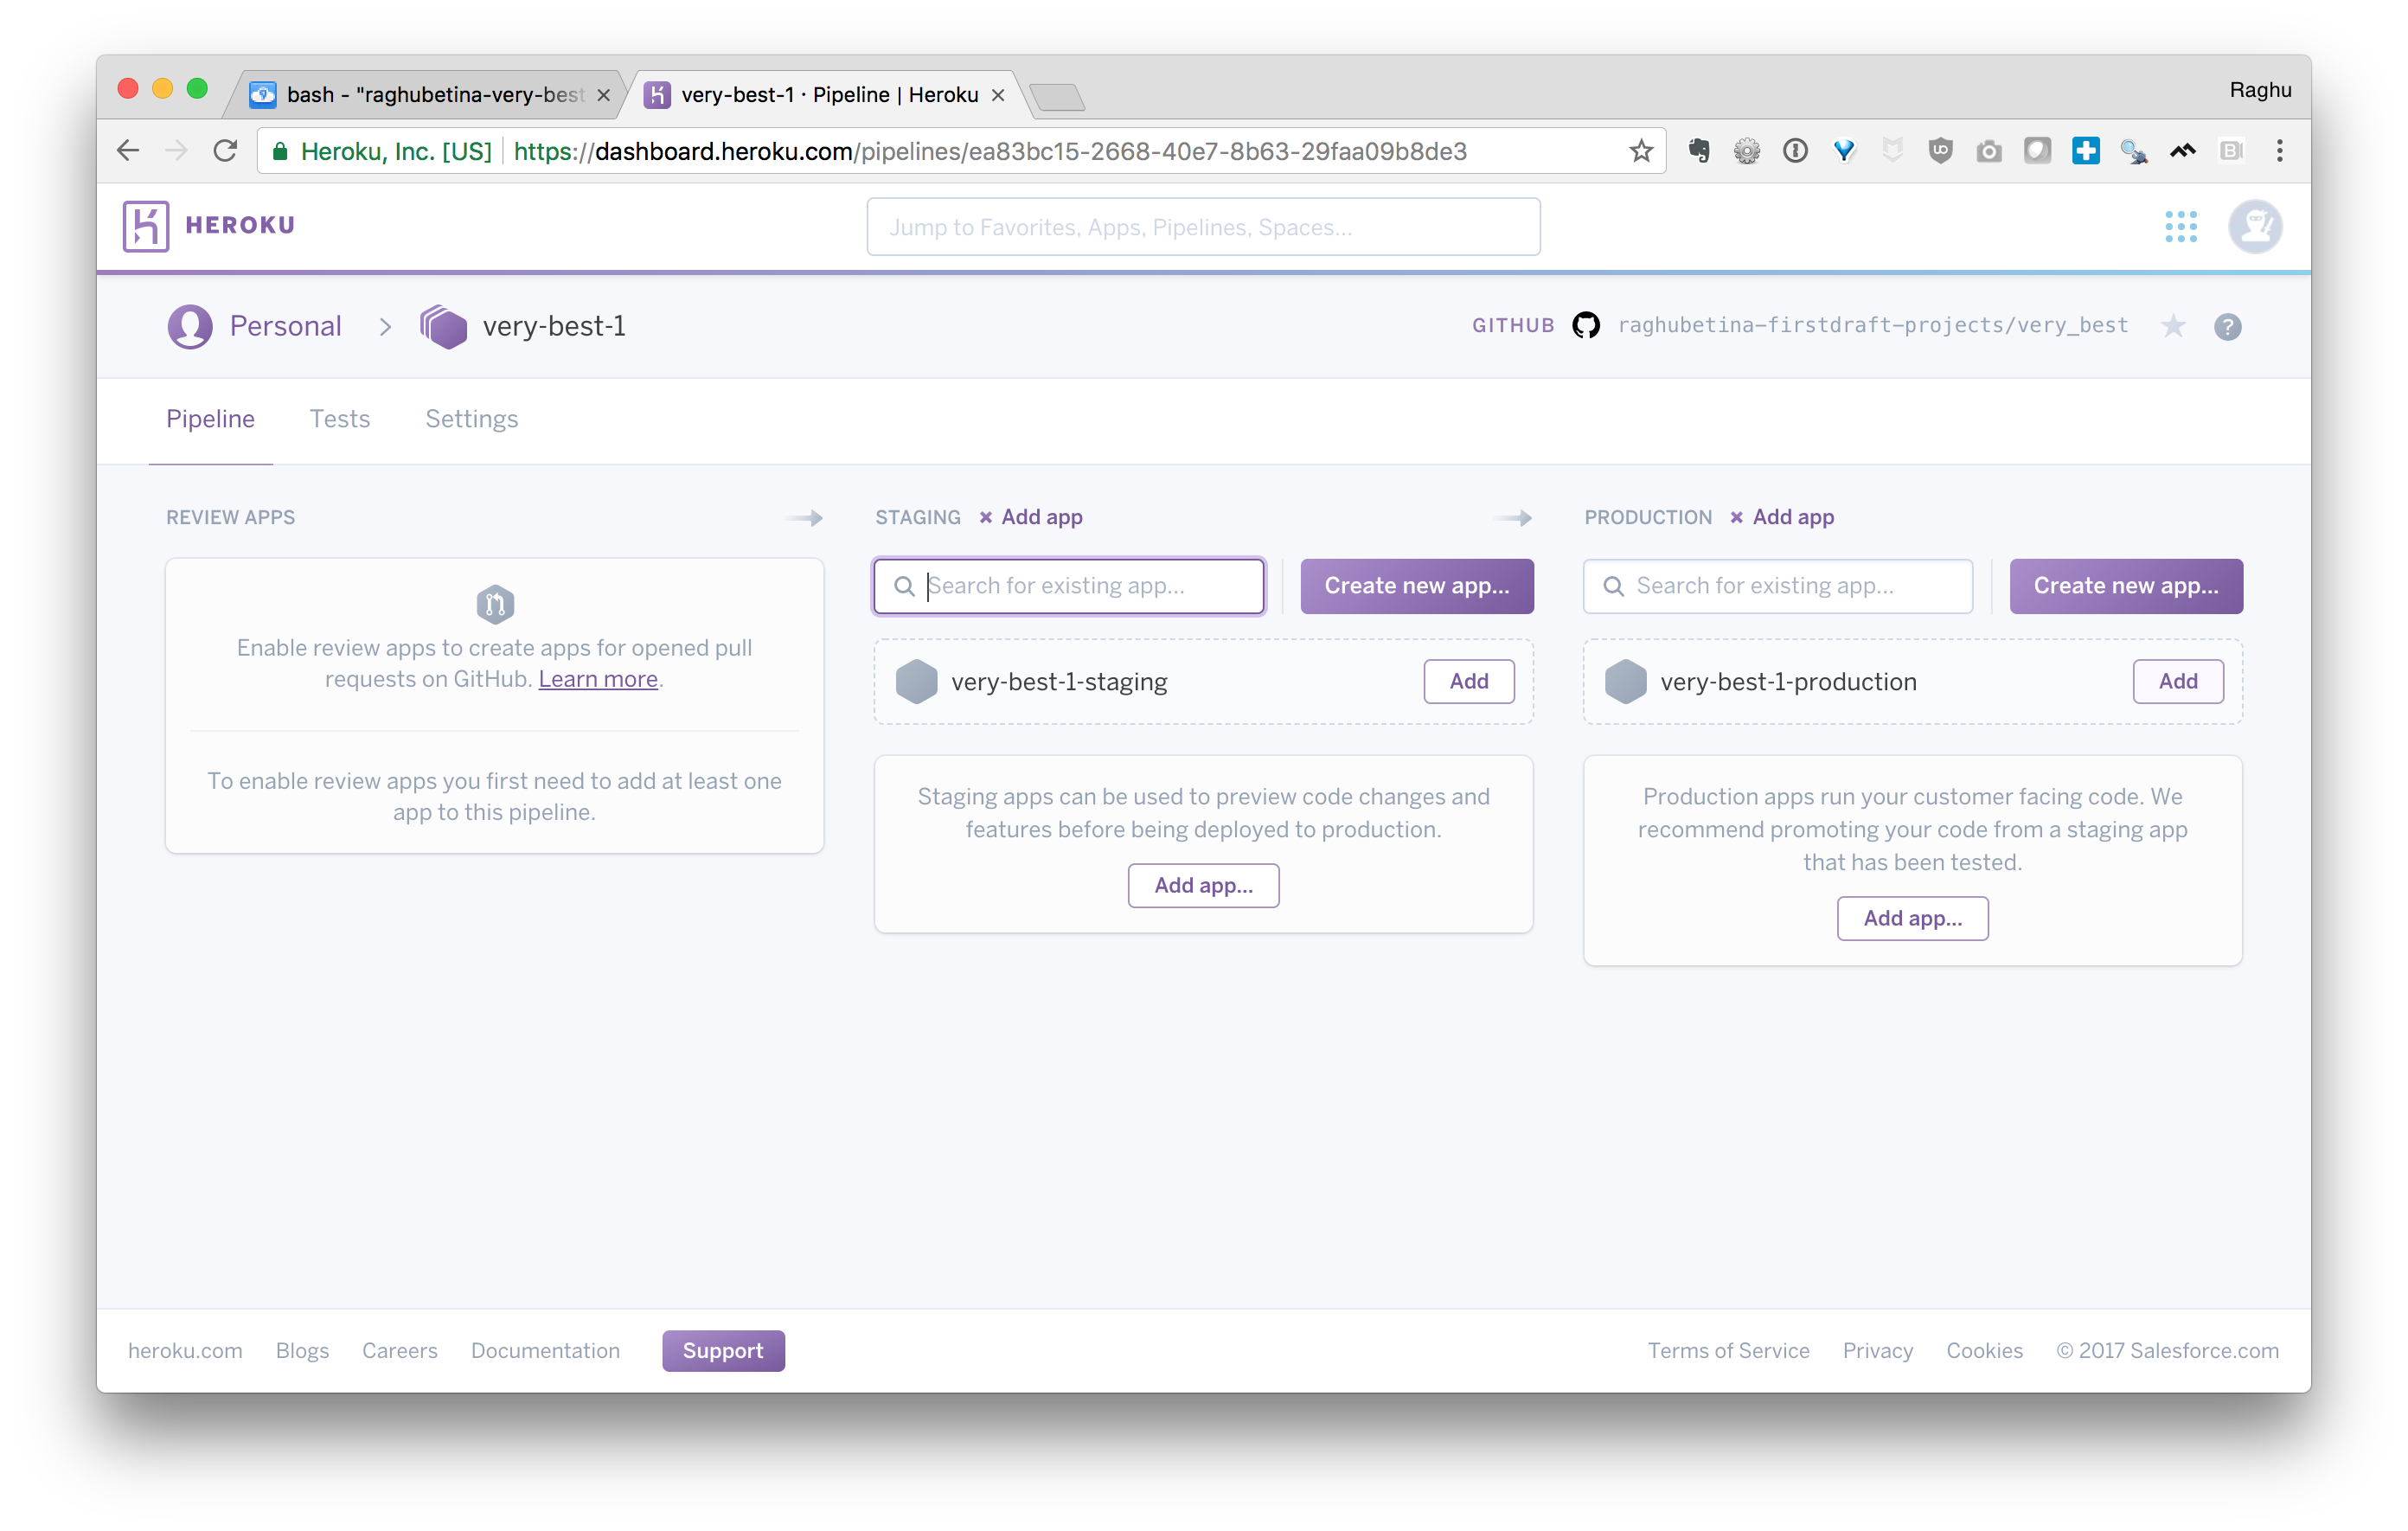 bash - "raghubetina-very-best
very-best-1 · Pipeline | Heroku
Raghu
Heroku, Inc. [US]
https://dashboard.heroku.com/pipelines/ea83bc15-2668-40e7-8b63-29faa09b8de3
HEROKU
Jump to Favorites, Apps, Pipelines, Spaces...
Personal
very-best-1
GITHUB
raghubetina-firstdraft-projects/very_best
?
Pipeline
Tests
Settings
REVIEW APPS
Enable review apps to create apps for opened pull
requests on GitHub. Learn more.
To enable review apps you first need to add at least one
app to this pipeline.
STAGING
Add app
Search for existing app...
Create new app...
very-best-1-staging
Add
Staging apps can be used to preview code changes and
features before being deployed to production.
Add app...
PRODUCTION
Add app
Search for existing app...
Create new app...
very-best-1-production
Add
Production apps run your customer facing code. We
recommend promoting your code from a staging app
that has been tested.
Add app...
heroku.com
Blogs
Careers
Documentation
Support
Terms of Service
Privacy
Cookies
© 2017 Salesforce.com